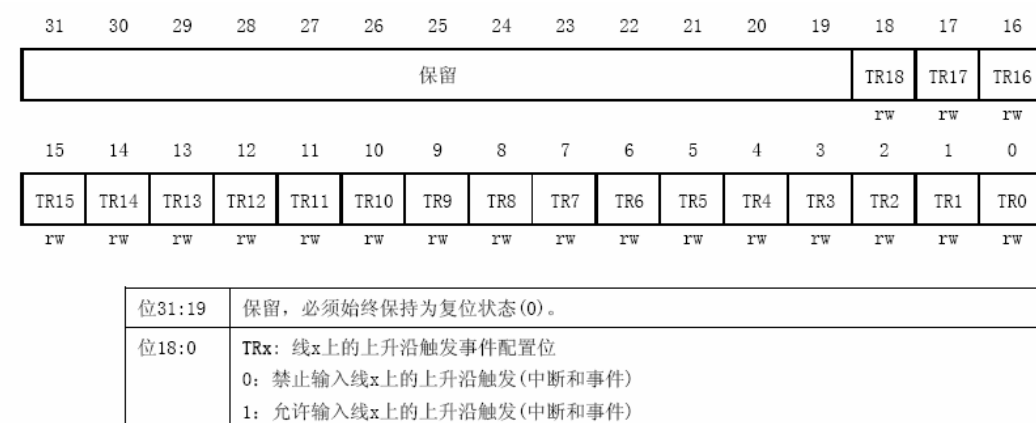 31 30 29 28 27 26 25 24 23 22 21 20 19 18 17 16
保留 TR18 TR17 TR16
rw rw rw
15 14 13 12 11 10 9 8 7 6 5 4 3 2 1 0
TR15 TR14 TR13 TR12 TR11 TR10 TR9 TR8 TR7 TR6 TR5 TR4 TR3 TR2 TR1 TR0
rw rw rw rw rw rw rw rw rw rw rw rw rw rw rw rw
位31:19 保留，必须始终保持为复位状态(0)。
位18:0 TRx: 线x上的上升沿触发事件配置位
0: 禁止输入线x上的上升沿触发(中断和事件)
1: 允许输入线x上的上升沿触发(中断和事件)